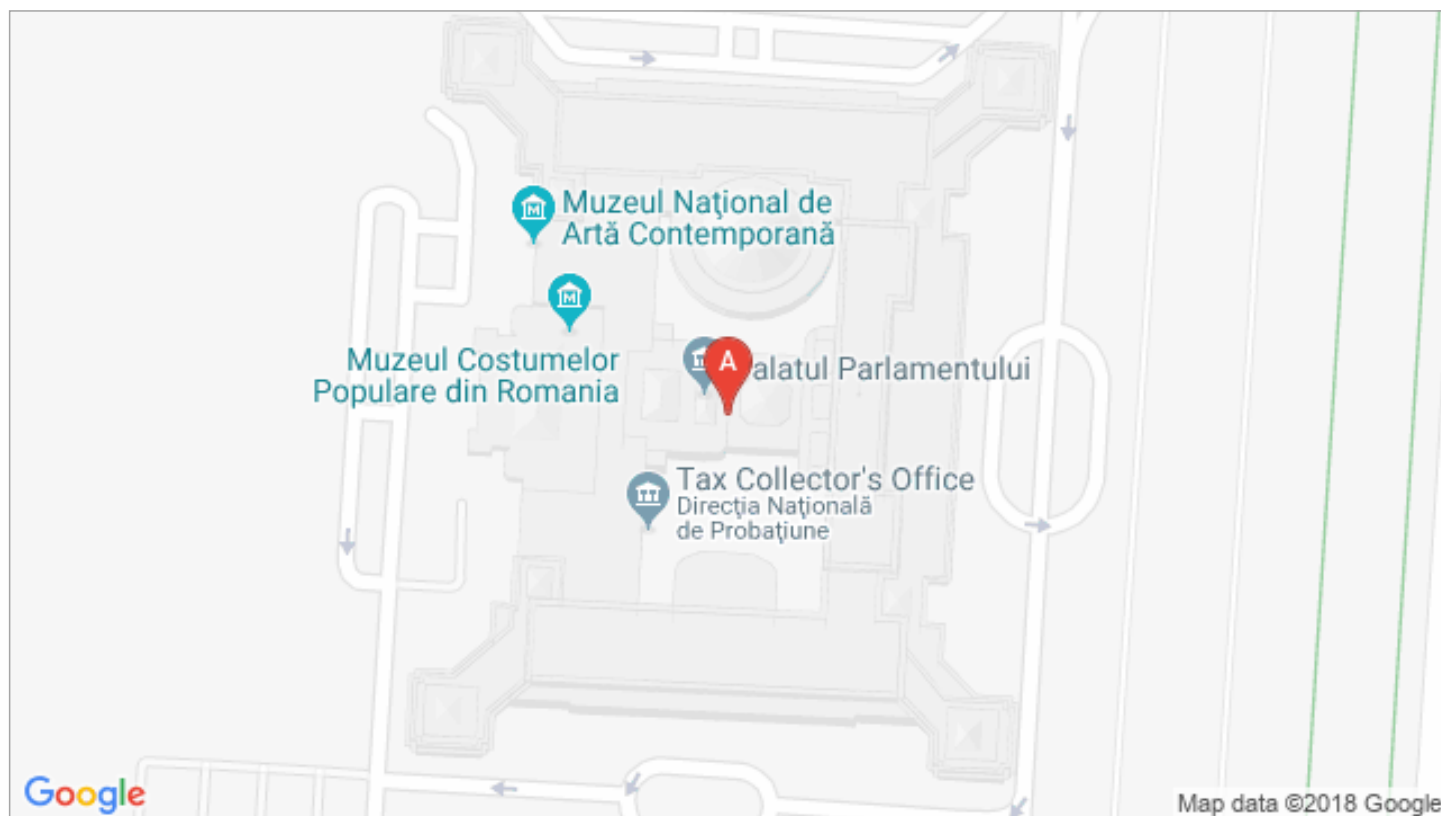 Muzeul Naţional de
Artă Contemporană
Muzeul Costumelor
Populare din Romania
A
alatul Parlamentului
Tax Collector's Office
Direcţia Naţională
de Probaţiune
Google
Map data ©2018 Google